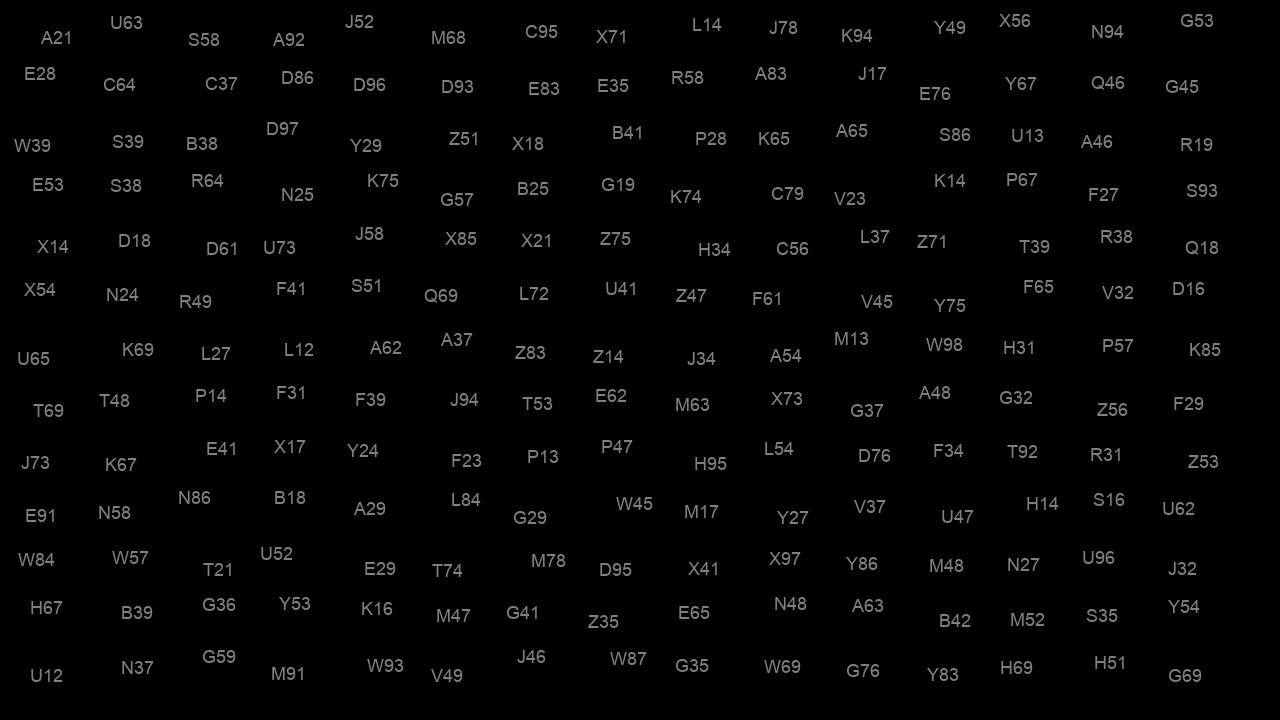 A21 U63 S58 A92 J52 M68 C95 X71 L14 J78 K94 Y49 X56 N94 G53
E28 C64 C37 D86 D96 D93 E83 E35 R58 A83 J17 E76 Y67 Q46 G45
W39 S39 B38 D97 Y29 Z51 X18 B41 P28 K65 A65 S86 U13 A46 R19
E53 S38 R64 N25 K75 G57 B25 G19 K74 C79 V23 K14 P67 F27 S93
X14 D18 D61 U73 J58 X85 X21 Z75 H34 C56 L37 Z71 T39 R38 Q18
X54 N24 R49 F41 S51 Q69 L72 U41 Z47 F61 V45 Y75 F65 V32 D16
U65 K69 L27 L12 A62 A37 Z83 Z14 J34 A54 M13 W98 H31 P57 K85
T69 T48 P14 F31 F39 J94 T53 E62 M63 X73 G37 A48 G32 Z56 F29
J73 K67 E41 X17 Y24 F23 P13 P47 H95 L54 D76 F34 T92 R31 Z53
E91 N58 N86 B18 A29 L84 G29 W45 M17 Y27 V37 U47 H14 S16 U62
W84 W57 T21 U52 E29 T74 M78 D95 X41 X97 Y86 M48 N27 U96 J32
H67 B39 G36 Y53 K16 M47 G41 Z35 E65 N48 A63 B42 M52 S35 Y54
U12 N37 G59 M91 W93 V49 J46 W87 G35 W69 G76 Y83 H69 H51 G69